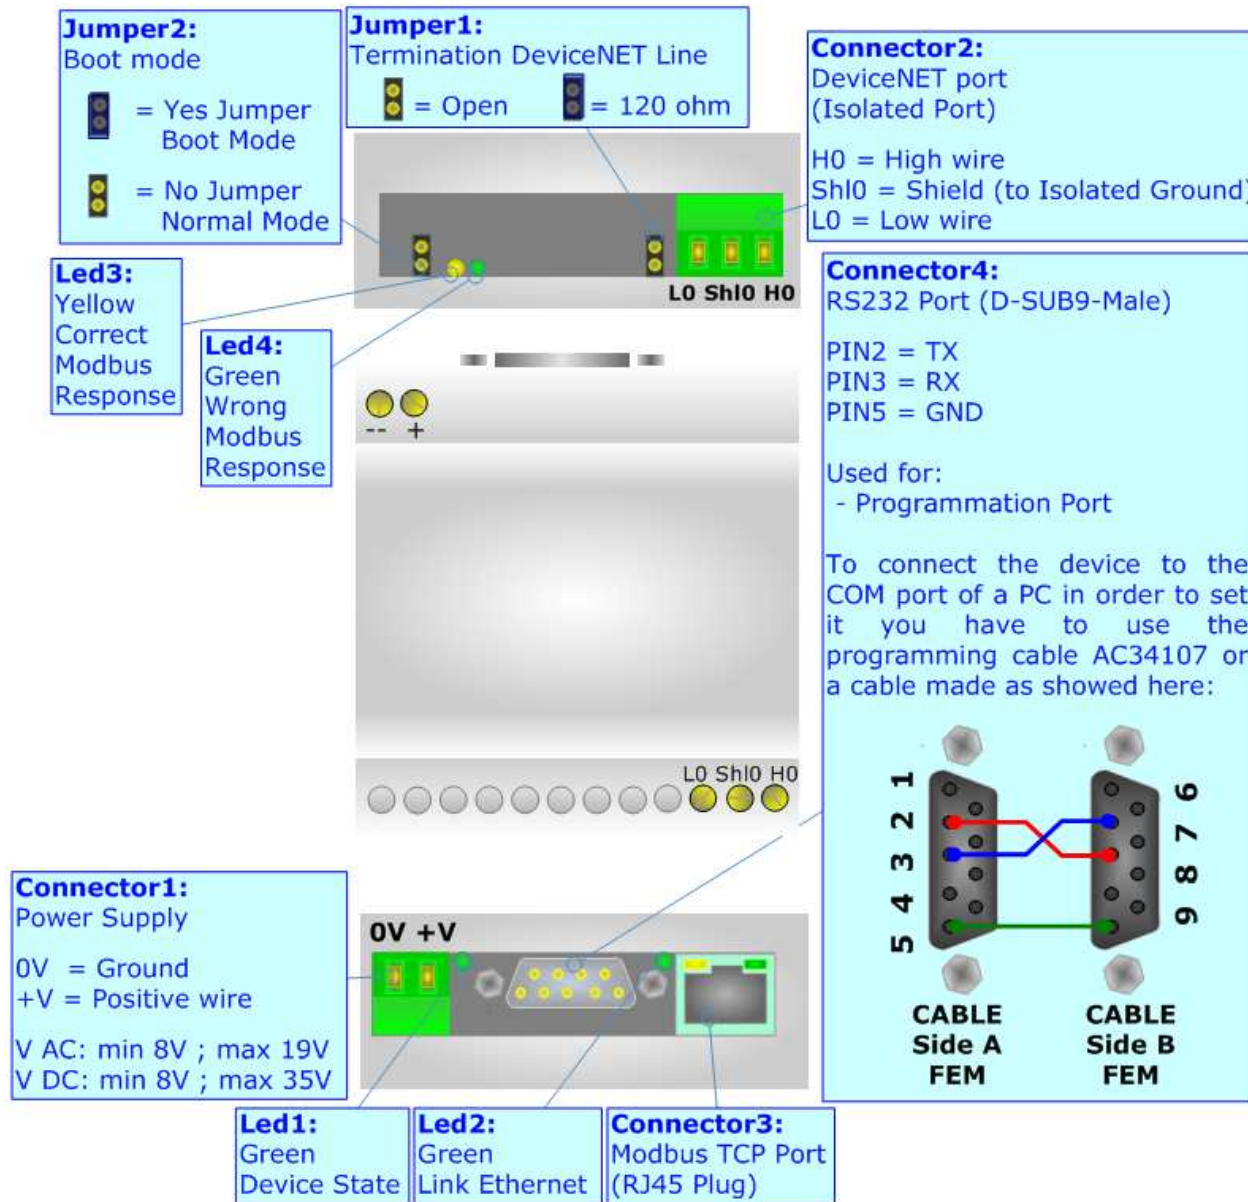 Jumper2:
Boot mode
= Yes Jumper
Boot Mode
= No Jumper
Normal Mode
Jumper1:
Termination DeviceNET Line
= Open
= 120 ohm
Connector2:
DeviceNET port
(Isolated Port)
H0 = High wire
Shl0 = Shield (to Isolated Ground)
L0 = Low wire
L0 Shl0 H0
Led3:
Yellow
Correct
Modbus
Response
Led4:
Green
Wrong
Modbus
Response
-- +
Connector4:
RS232 Port (D-SUB9-Male)
PIN2 = TX
PIN3 = RX
PIN5 = GND
Used for:
- Programmation Port
To connect the device to the
COM port of a PC in order to set
it you have to use the
programming cable AC34107 or
a cable made as showed here:
1
2
3
4
5
6
7
8
9
CABLE
Side A
FEM
CABLE
Side B
FEM
L0 Shl0 H0
Connector1:
Power Supply
0V = Ground
+V = Positive wire
V AC: min 8V ; max 19V
V DC: min 8V ; max 35V
0V +V
Led1:
Green
Device State
Led2:
Green
Link Ethernet
Connector3:
Modbus TCP Port
(RJ45 Plug)